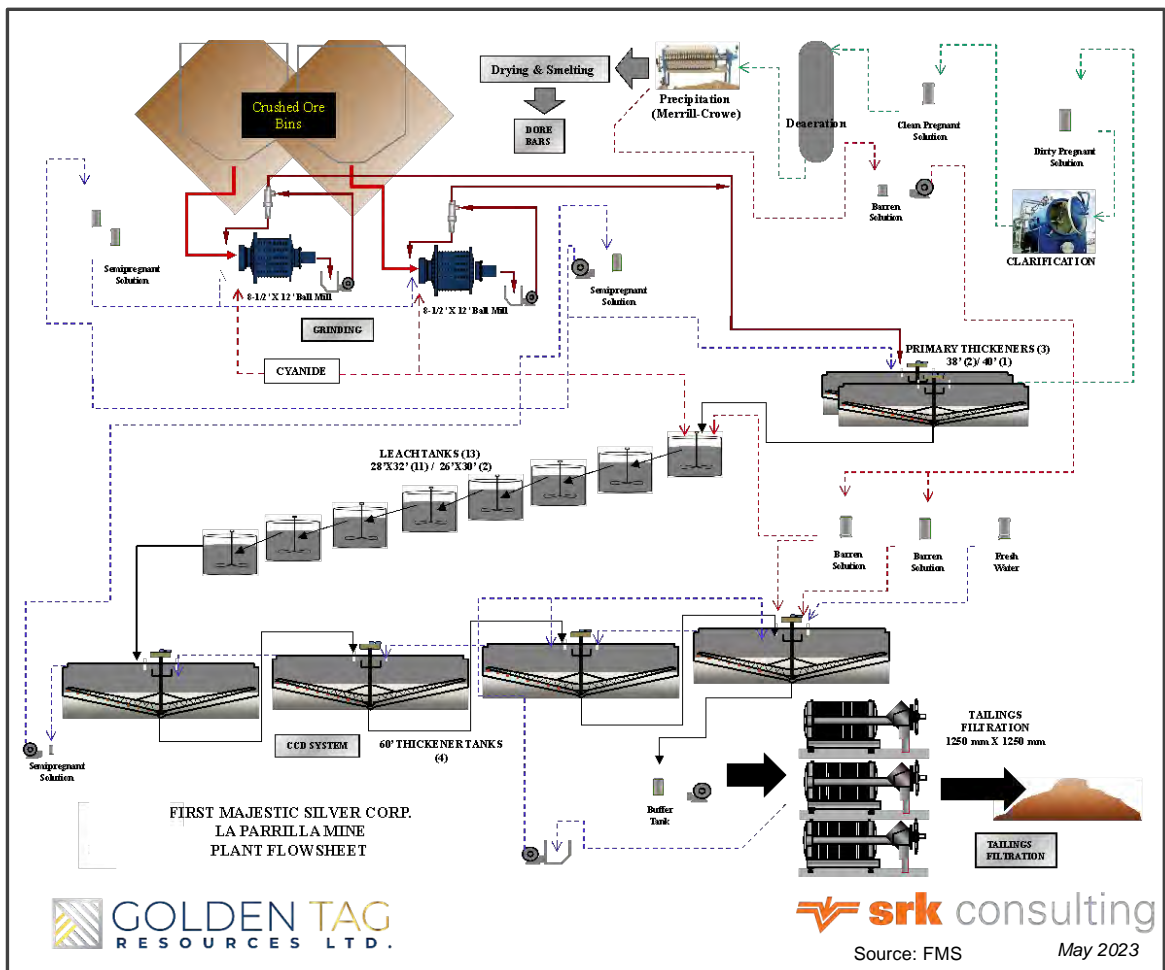 Crushed Ore
Bins
Drying & Smelting
DORE
BARS
Precipitation
(Merrill-Crowe)
Deaeration
Clean Pregnant
Solution
Dirty Pregnant
Solution
Barren
Solution
CLARIFICATION
Semipregnant
Solution
8-1/2' X 12' Ball Mill
8-1/2' X 12' Ball Mill
Semipregnant
Solution
GRINDING
CYANIDE
PRIMARY THICKENERS (3)
38' (2)/ 40' (1)
LEACH TANKS (13)
28'X32' (11) / 26'X30' (2)
Barren
Solution
Barren
Solution
Fresh
Water
CCD SYSTEM
60' THICKENER TANKS
(4)
Semipregnant
Solution
TAILINGS
FILTRATION
1250 mm X 1250 mm
Buffer
Tank
TAILINGS
FILTRATION
FIRST MAJESTIC SILVER CORP.
LA PARRILLA MINE
PLANT FLOWSHEET
GOLDEN TAG
RESOURCES LTD.
srk consulting
Source: FMS
May 2023